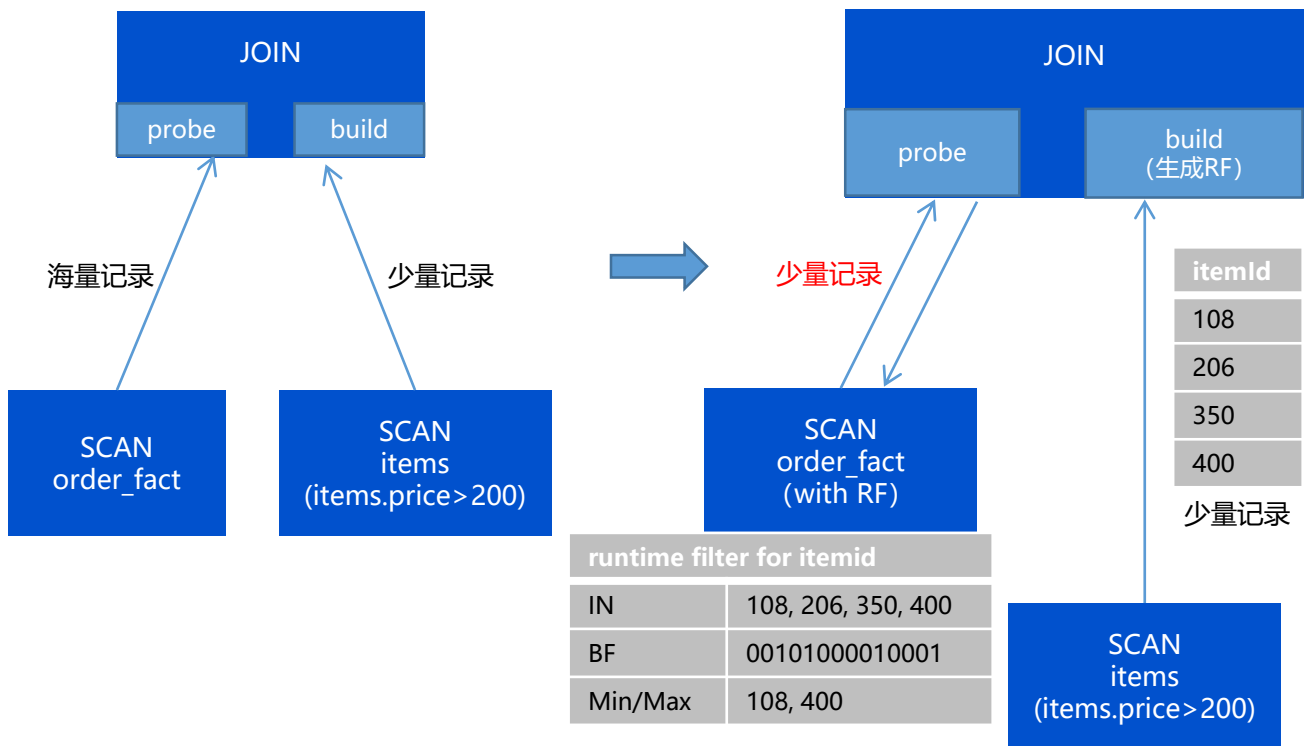 JOIN
probe
build
海量记录
少量记录
SCAN
order_fact
SCAN
items
(items.price>200)
JOIN
probe
build
(生成RF)
少量记录
SCAN
order_fact
(with RF)
runtime filter for itemid
IN 108, 206, 350, 400
BF 00101000010001
Min/Max 108, 400
itemId
108
206
350
400
少量记录
SCAN
items
(items.price>200)